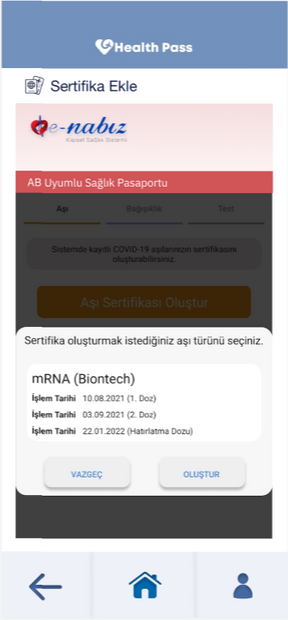 Health Pass
Sertifika Ekle
e-nabız
Kişisel Sağlık Sistemi
AB Uyumlu Sağlık Pasaportu
Aşı Bağışıklık Test
Sistemde kayıtlı COVID-19 aşılarınızın sertifikasını
oluşturabilirsiniz.
Aşı Sertifikası Oluştur
Sertifika oluşturmak istediğiniz aşı türünü seçiniz.
mRNA (Biontech)
İşlem Tarihi 10.08.2021 (1. Doz)
İşlem Tarihi 03.09.2021 (2. Doz)
İşlem Tarihi 22.01.2022 (Hatırlatma Dozu)
VAZGEÇ OLUŞTUR